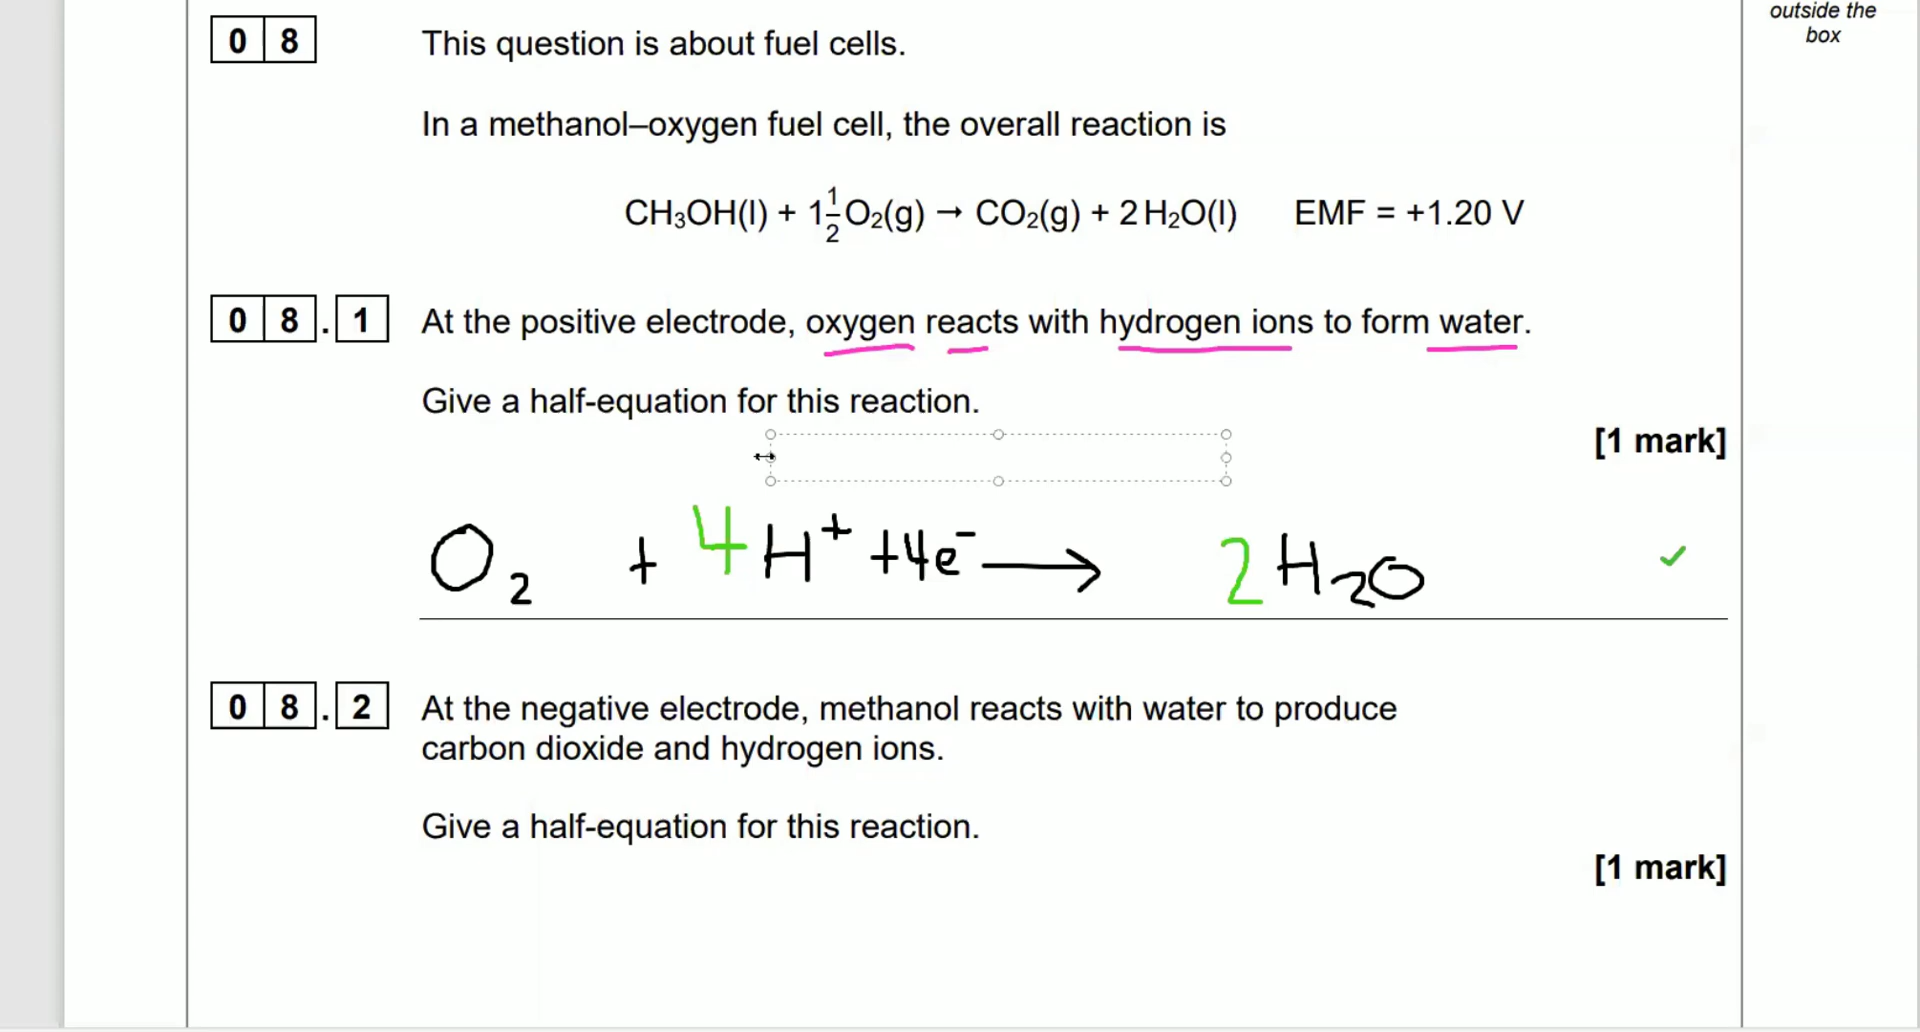 outside the
box
0 8 This question is about fuel cells.
In a methanol–oxygen fuel cell, the overall reaction is
CH₃OH(l) + 1½O₂(g) → CO₂(g) + 2H₂O(l) EMF = +1.20 V
0 8 . 1 At the positive electrode, oxygen reacts with hydrogen ions to form water.
Give a half-equation for this reaction.
[1 mark]
O₂ + 4H⁺ + 4e⁻ ⟶ 2H₂O ✓
0 8 . 2 At the negative electrode, methanol reacts with water to produce
carbon dioxide and hydrogen ions.
Give a half-equation for this reaction.
[1 mark]